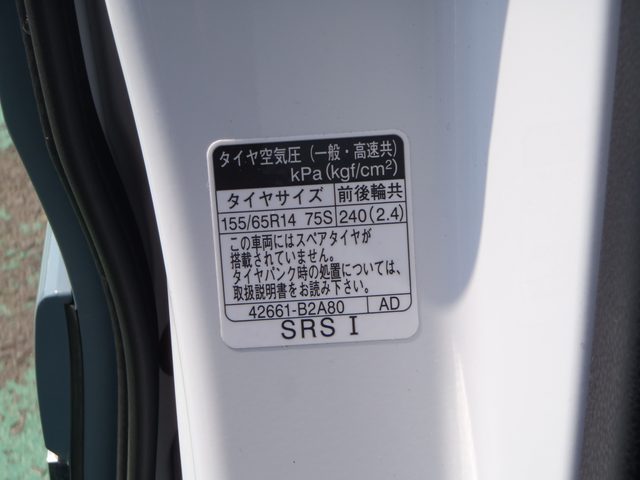 タイヤ空気圧 (一般・高速共)
kPa(kgf/cm²)
タイヤサイズ 前後輪共
155/65R14 75S 240(2.4)
この車両にはスペアタイヤが
搭載されていません。
タイヤパンク時の処置については、
取扱説明書をお読み下さい。
42661-B2A80 AD
SRS I